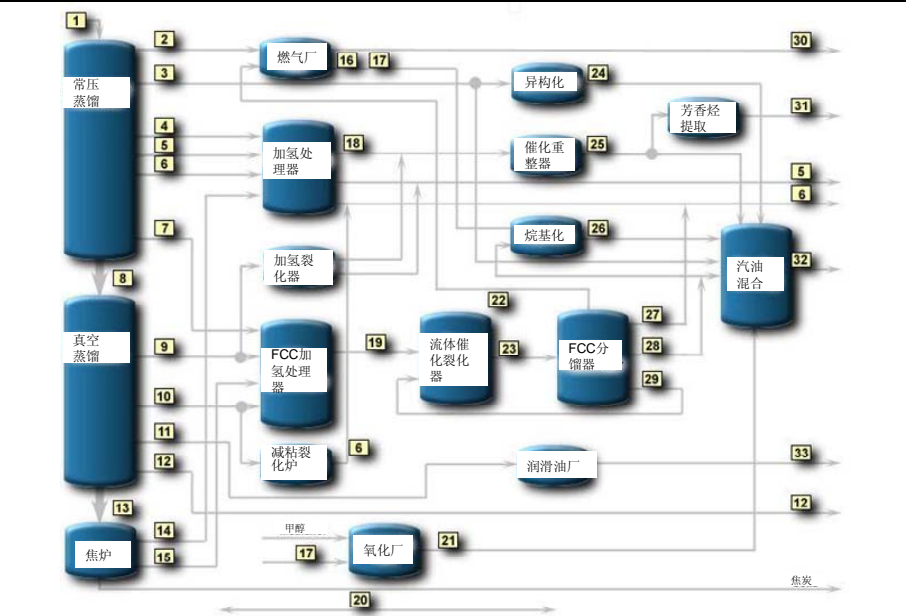 1
2
燃气厂
16
17
30
3
常压
蒸馏
异构化
24
芳香烃
提取
31
4
5
6
加氢处
理器
18
催化重
整器
25
5
6
7
烷基化
26
加氢裂
化器
汽油
混合
32
8
22
27
真空
蒸馏
9
FCC加
氢处理
器
19
流体催
化裂化
器
23
FCC分
馏器
28
29
10
11
12
减粘裂
化炉
6
润滑油厂
33
12
13
14
15
焦炉
甲醇
17
氧化厂
21
焦炭
20